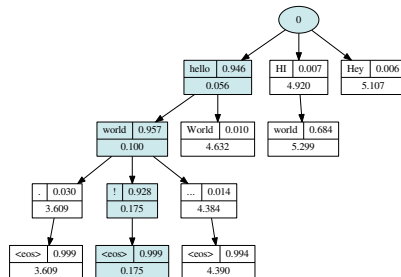 0
hello 0.946 HI 0.007 Hey 0.006
0.056 4.920 5.107
world 0.957 World 0.010 world 0.684
0.100 4.632 5.299
. 0.030 ! 0.928 ... 0.014
3.609 0.175 4.384
<eos> 0.999 <eos> 0.999 <eos> 0.994
3.609 0.175 4.390